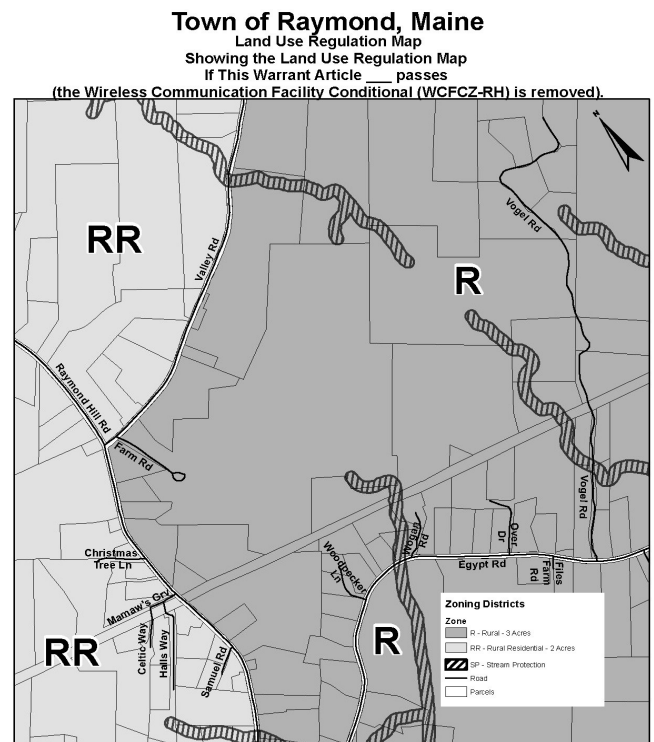 Town of Raymond, Maine
Land Use Regulation Map
Showing the Land Use Regulation Map
If This Warrant Article ___ passes
(the Wireless Communication Facility Conditional (WCFCZ-RH) is removed).
N
Vogel Rd
RR
Valley Rd
R
Raymond Hill Rd
Farm Rd
Vogel Rd
Wogan
Rd
Over
Dr
Christmas
Tree Ln
Woodpecker
Ln
Egypt Rd
Files
Farm
Rd
Mamaw's Grv
Celtic Way
Halls Way
Samuel Rd
RR
R
Zoning Districts
Zone
R - Rural - 3 Acres
RR - Rural Residential - 2 Acres
SP - Stream Protection
Road
Parcels